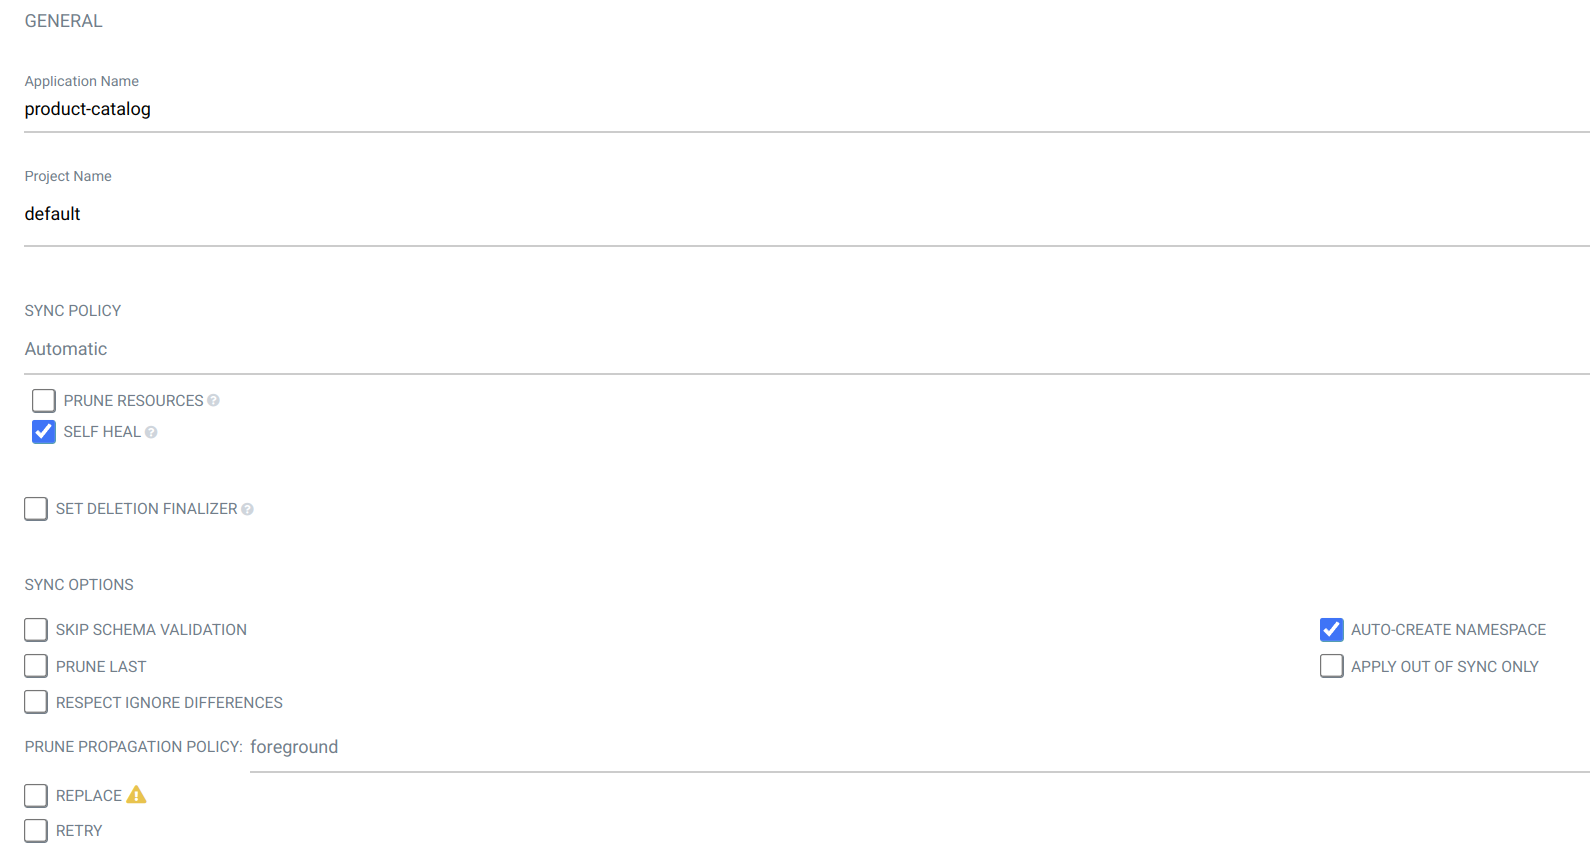 GENERAL
Application Name
product-catalog
Project Name
default
SYNC POLICY
Automatic
PRUNE RESOURCES
SELF HEAL
SET DELETION FINALIZER
SYNC OPTIONS
SKIP SCHEMA VALIDATION
AUTO-CREATE NAMESPACE
PRUNE LAST
APPLY OUT OF SYNC ONLY
RESPECT IGNORE DIFFERENCES
PRUNE PROPAGATION POLICY: foreground
REPLACE
RETRY